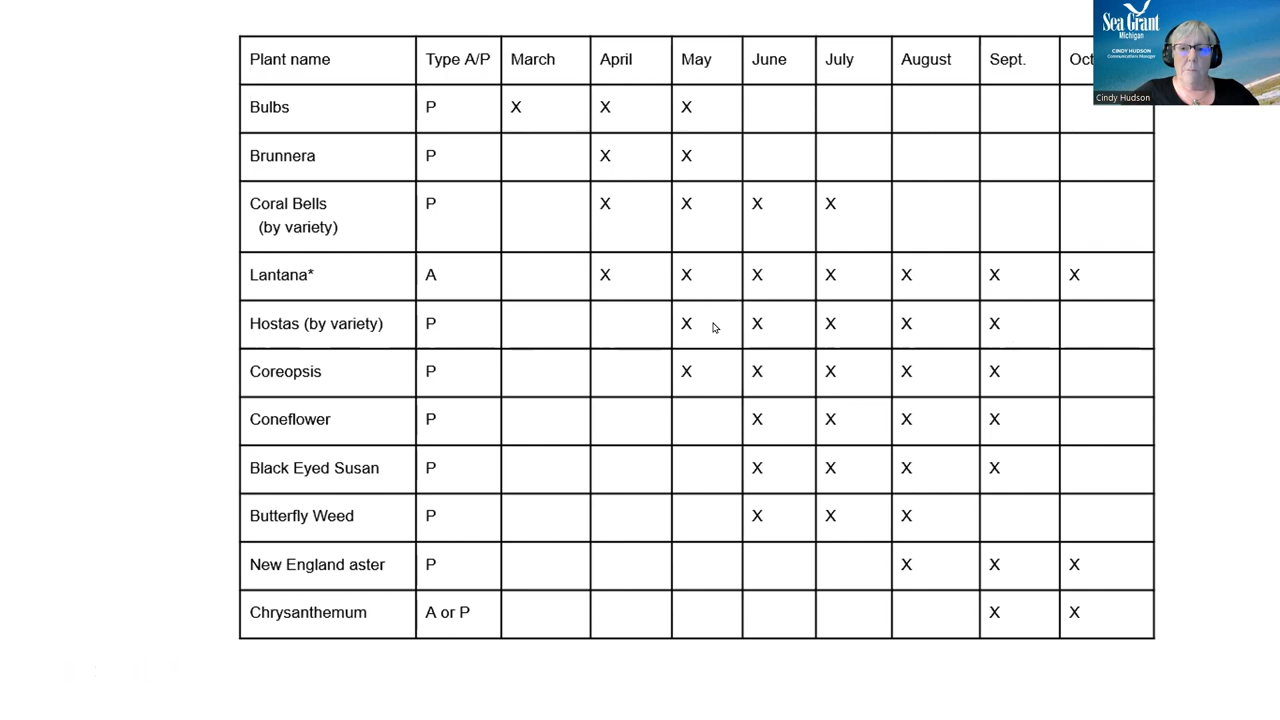 Sea Grant
Michigan
CINDY HUDSON
Communications Manager
Cindy Hudson
Plant name Type A/P March April May June July August Sept. Oct
Bulbs P X X X
Brunnera P X X
Coral Bells P X X X X
(by variety)
Lantana* A X X X X X X X
Hostas (by variety) P X X X X X
Coreopsis P X X X X X
Coneflower P X X X X
Black Eyed Susan P X X X X
Butterfly Weed P X X X
New England aster P X X X
Chrysanthemum A or P X X